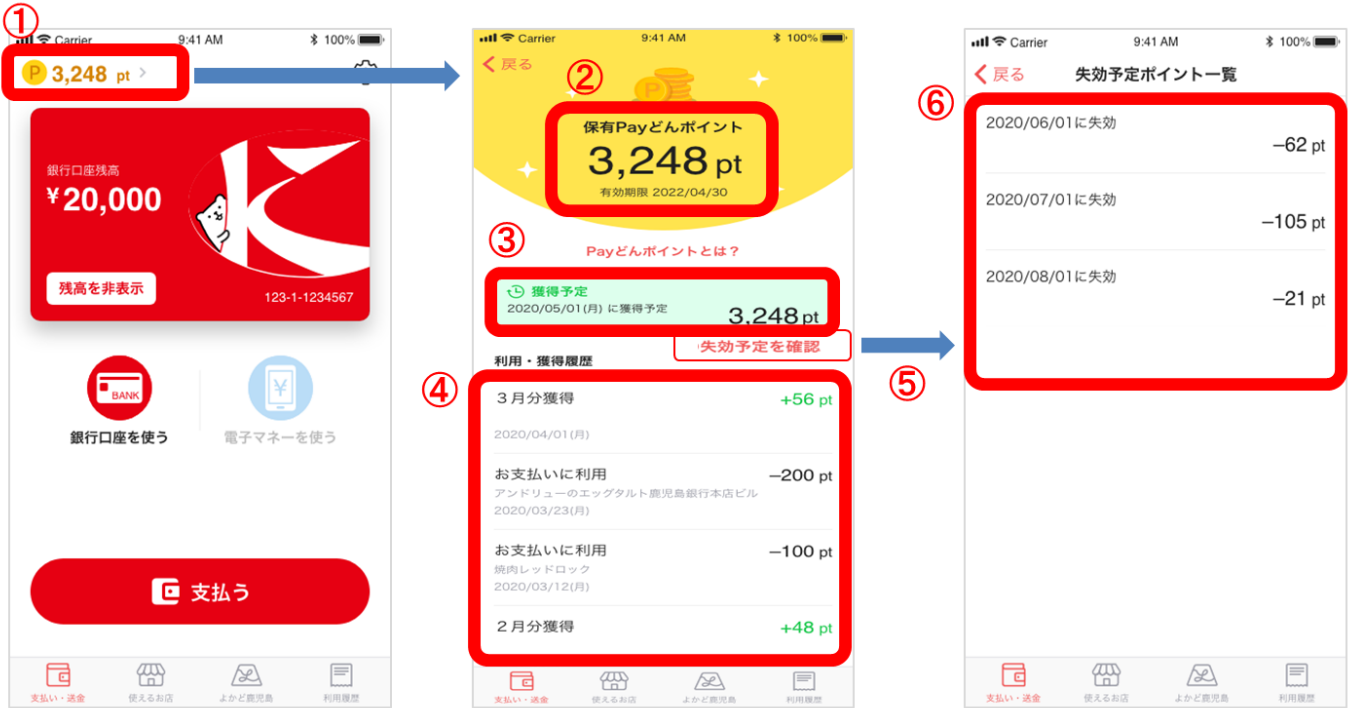 ①
Carrier 9:41 AM 100%
P 3,248 pt >
銀行口座残高
¥20,000
残高を非表示
123-1-1234567
BANK
銀行口座を使う
¥
電子マネーを使う
支払う
支払い・送金 使えるお店 よかど鹿児島 利用履歴
Carrier 9:41 AM 100%
戻る
②
P
保有Payどんポイント
3,248 pt
有効期限 2022/04/30
③
Payどんポイントとは?
獲得予定
2020/05/01(月) に獲得予定
3,248 pt
失効予定を確認
利用・獲得履歴
④
3月分獲得
+56 pt
2020/04/01(月)
お支払いに利用
−200 pt
アンドリューのエッグタルト鹿児島銀行本店ビル
2020/03/23(月)
お支払いに利用
−100 pt
焼肉レッドロック
2020/03/12(月)
2月分獲得
+48 pt
支払い・送金 使えるお店 よかど鹿児島 利用履歴
⑤
Carrier 9:41 AM 100%
戻る 失効予定ポイント一覧
⑥
2020/06/01に失効
−62 pt
2020/07/01に失効
−105 pt
2020/08/01に失効
−21 pt
支払い・送金 使えるお店 よかど鹿児島 利用履歴